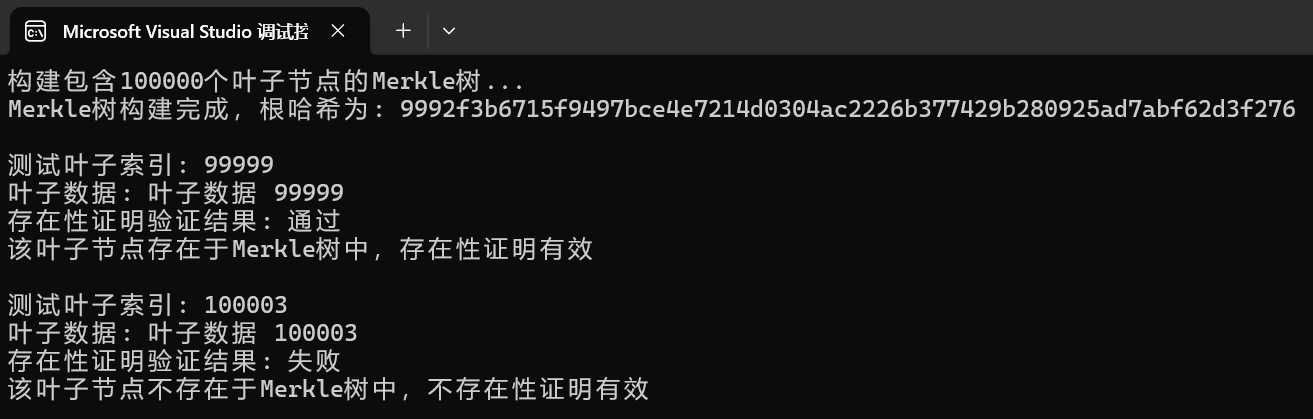 Microsoft Visual Studio 调试控
构建包含100000个叶子节点的Merkle树...
Merkle树构建完成，根哈希为：9992f3b6715f9497bce4e7214d0304ac2226b377429b280925ad7abf62d3f276
测试叶子索引：99999
叶子数据：叶子数据 99999
存在性证明验证结果：通过
该叶子节点存在于Merkle树中，存在性证明有效
测试叶子索引：100003
叶子数据：叶子数据 100003
存在性证明验证结果：失败
该叶子节点不存在于Merkle树中，不存在性证明有效